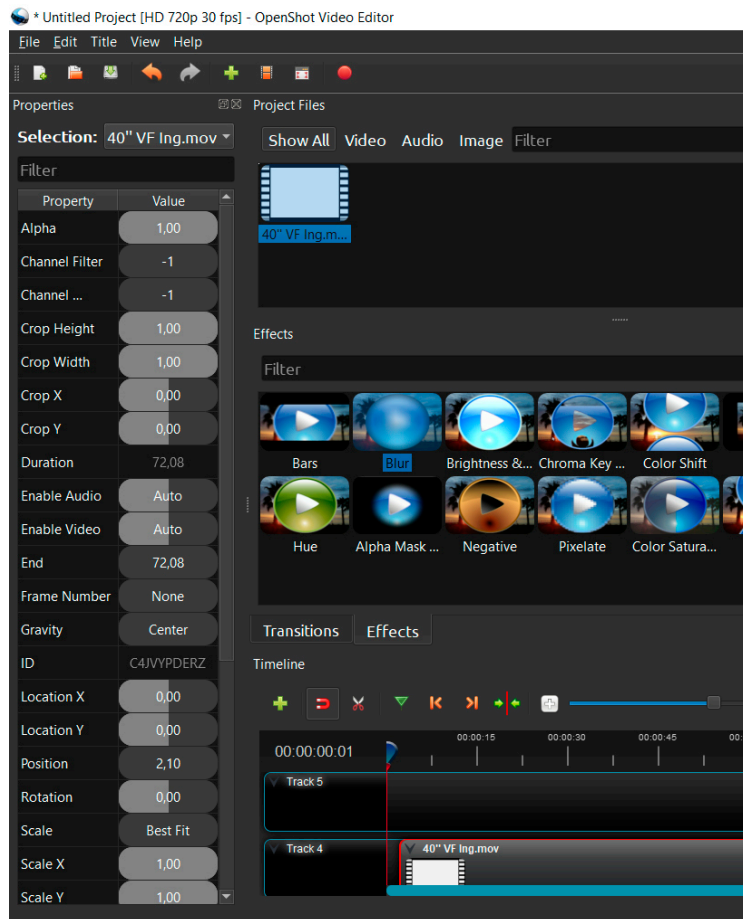 * Untitled Project [HD 720p 30 fps] - OpenShot Video Editor
File Edit Title View Help
Properties
Selection: 40'' VF Ing.mov
Filter
Property Value
Alpha 1,00
Channel Filter -1
Channel ... -1
Crop Height 1,00
Crop Width 1,00
Crop X 0,00
Crop Y 0,00
Duration 72,08
Enable Audio Auto
Enable Video Auto
End 72,08
Frame Number None
Gravity Center
ID C4JVYPDERZ
Location X 0,00
Location Y 0,00
Position 2,10
Rotation 0,00
Scale Best Fit
Scale X 1,00
Scale Y 1,00
Project Files
Show All Video Audio Image Filter
40'' VF Ing.m...
Effects
Filter
Bars Blur Brightness &... Chroma Key ... Color Shift
Hue Alpha Mask ... Negative Pixelate Color Satura...
Transitions Effects
Timeline
00:00:15 00:00:30 00:00:45 00:
00:00:00:01
Track 5
Track 4 40'' VF Ing.mov